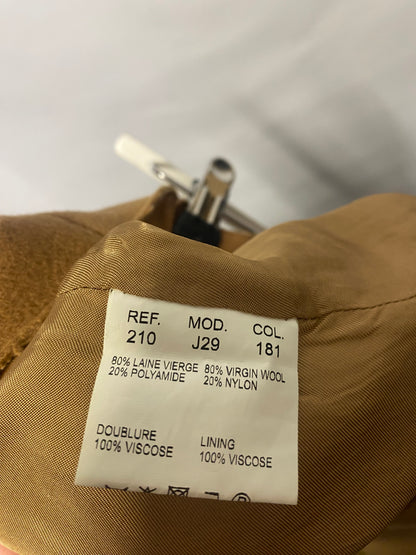 REF. MOD. COL.
210 J29 181
80% LAINE VIERGE 80% VIRGIN WOOL
20% POLYAMIDE 20% NYLON
DOUBLURE LINING
100% VISCOSE 100% VISCOSE